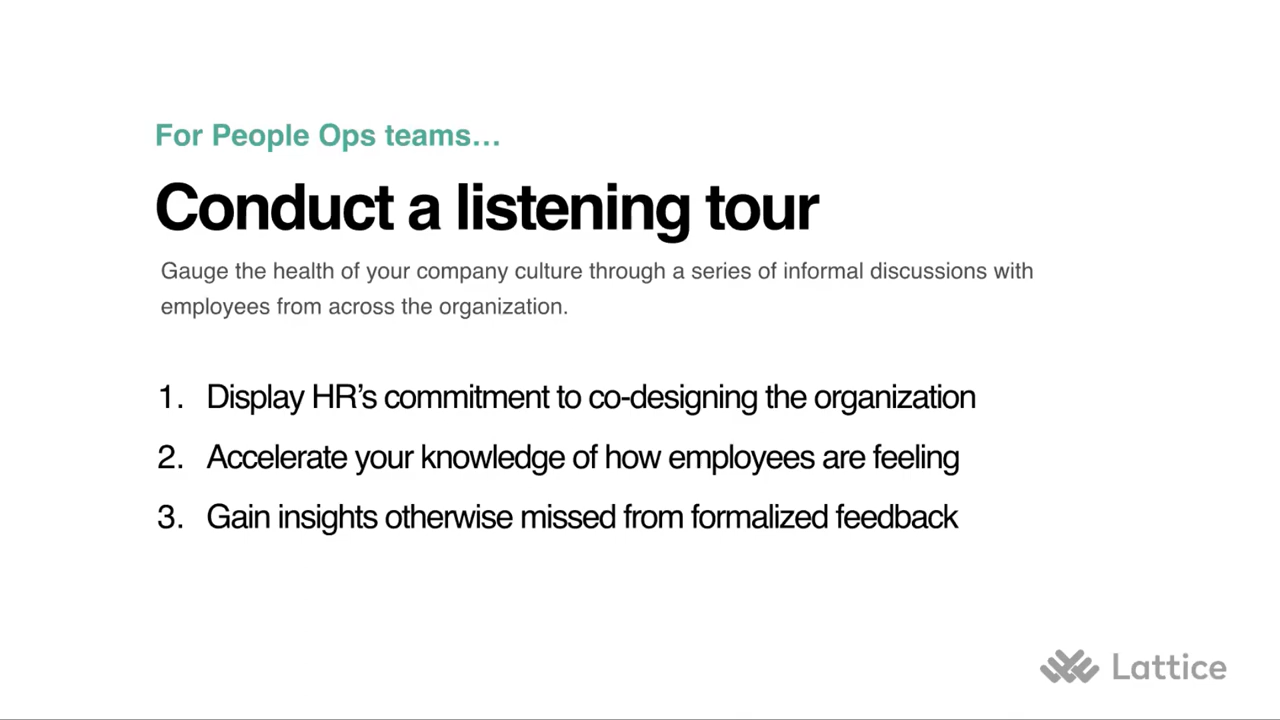 For People Ops teams...
Conduct a listening tour
Gauge the health of your company culture through a series of informal discussions with
employees from across the organization.
1. Display HR’s commitment to co-designing the organization
2. Accelerate your knowledge of how employees are feeling
3. Gain insights otherwise missed from formalized feedback
Lattice